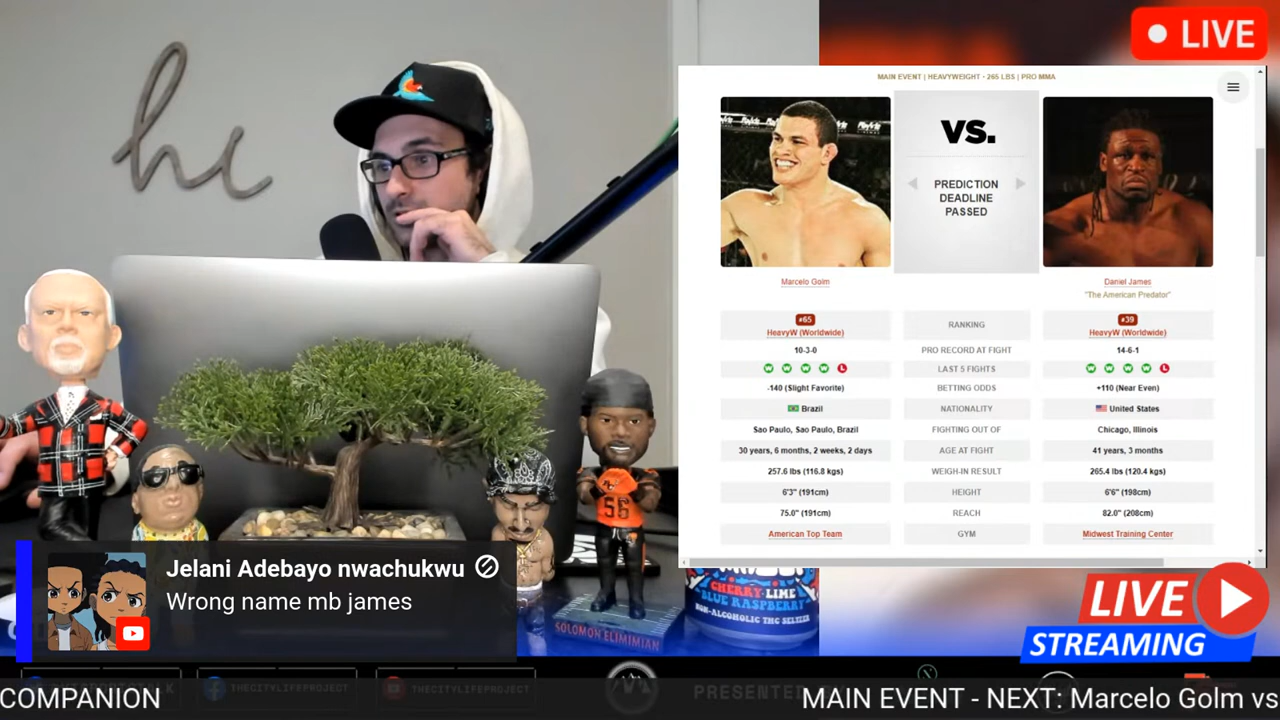 hi
LIVE
MAIN EVENT | HEAVYWEIGHT · 265 LBS | PRO MMA
VS.
PREDICTION
DEADLINE
PASSED
Marcelo Golm
Daniel James
"The American Predator"
#65
HeavyW (Worldwide)
RANKING
#39
HeavyW (Worldwide)
10-3-0
PRO RECORD AT FIGHT
14-6-1
W W W W L
LAST 5 FIGHTS
W W W W L
-140 (Slight Favorite)
BETTING ODDS
+110 (Near Even)
Brazil
NATIONALITY
United States
Sao Paulo, Sao Paulo, Brazil
FIGHTING OUT OF
Chicago, Illinois
30 years, 6 months, 2 weeks, 2 days
AGE AT FIGHT
41 years, 3 months
257.6 lbs (116.8 kgs)
WEIGH-IN RESULT
265.4 lbs (120.4 kgs)
6'3" (191cm)
HEIGHT
6'6" (198cm)
75.0" (191cm)
REACH
82.0" (208cm)
American Top Team
GYM
Midwest Training Center
56
SOLOMON ELIMIMIAN
CHERRY-LIME
BLUE RASPBERRY
NON-ALCOHOLIC THC SELTZER
Jelani Adebayo nwachukwu
Wrong name mb james
LIVE
STREAMING
THECITYLIFEPROJECT
THECITYLIFEPROJECT
PRESENTED
COMPANION
MAIN EVENT - NEXT: Marcelo Golm vs